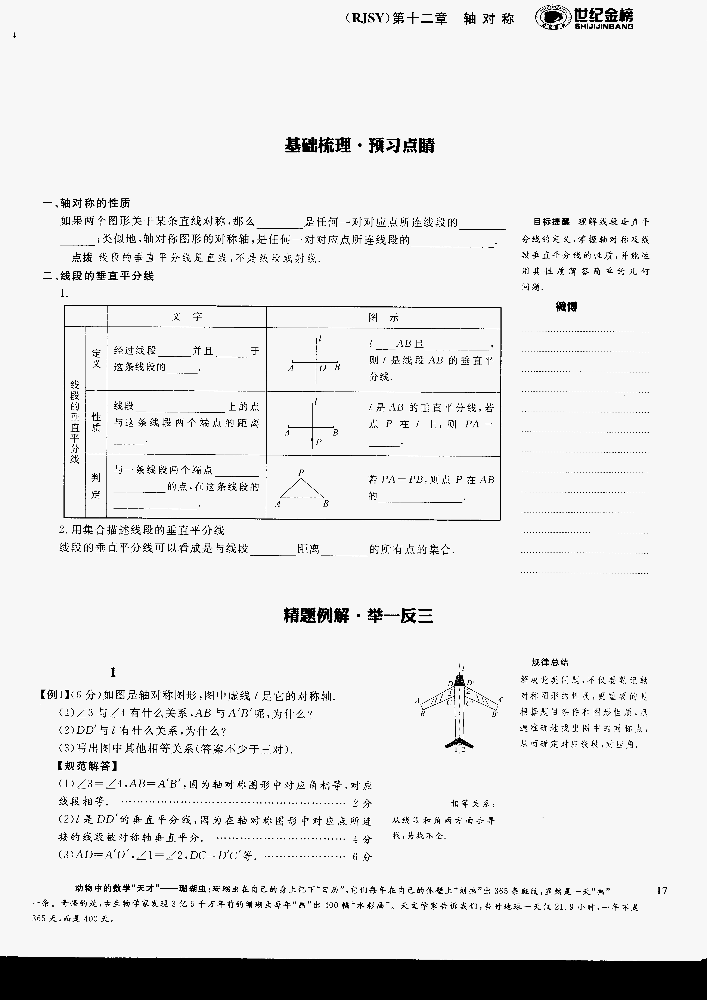 (RJSY)第十二章 轴对称
世纪金榜
SHIJIJINBANG
基础梳理·预习点睛
一、轴对称的性质
如果两个图形关于某条直线对称,那么________是任何一对对应点所连线段的________
______;类似地,轴对称图形的对称轴,是任何一对对应点所连线段的______________.
点拨 线段的垂直平分线是直线,不是线段或射线.
二、线段的垂直平分线
1.
文 字
图 示
线段的垂直平分线
定义
经过线段______并且______于
这条线段的______.
l
A
O
B
l____AB且____________,
则l是线段AB的垂直平
分线.
性质
线段________________上的点
与这条线段两个端点的距离
______.
l
A
B
P
l是AB的垂直平分线,若
点P在l上,则PA=
______.
判定
与一条线段两个端点________
__________的点,在这条线段的
________________.
P
A
B
若PA=PB,则点P在AB
的________________.
2.用集合描述线段的垂直平分线
线段的垂直平分线可以看成是与线段________距离________的所有点的集合.
目标提醒 理解线段垂直平
分线的定义,掌握轴对称及线
段垂直平分线的性质,并能运
用其性质解答简单的几何
问题.
微博
精题例解·举一反三
1
【例1】(6分)如图是轴对称图形,图中虚线l是它的对称轴.
(1)∠3与∠4有什么关系,AB与A′B′呢,为什么?
(2)DD′与l有什么关系,为什么?
(3)写出图中其他相等关系(答案不少于三对).
【规范解答】
(1)∠3=∠4,AB=A′B′,因为轴对称图形中对应角相等,对应
线段相等. ………………………………………………… 2分
(2)l是DD′的垂直平分线,因为在轴对称图形中对应点所连
接的线段被对称轴垂直平分. …………………………… 4分
(3)AD=A′D′,∠1=∠2,DC=D′C′等. ………………… 6分
l
D D′
3 4
A C C′ A′
B B′
1 2
相等关系:
从线段和角两方面去寻
找,易找不全.
规律总结
解决此类问题,不仅要熟记轴
对称图形的性质,更重要的是
根据题目条件和图形性质,迅
速准确地找出图中的对称点,
从而确定对应线段,对应角.
动物中的数学“天才”——珊瑚虫:珊瑚虫在自己的身上记下“日历”,它们每年在自己的体壁上“刻画”出365条斑纹,显然是一天“画”
一条。奇怪的是,古生物学家发现3亿5千万年前的珊瑚虫每年“画”出400幅“水彩画”。天文学家告诉我们,当时地球一天仅21.9小时,一年不是
365天,而是400天。
17